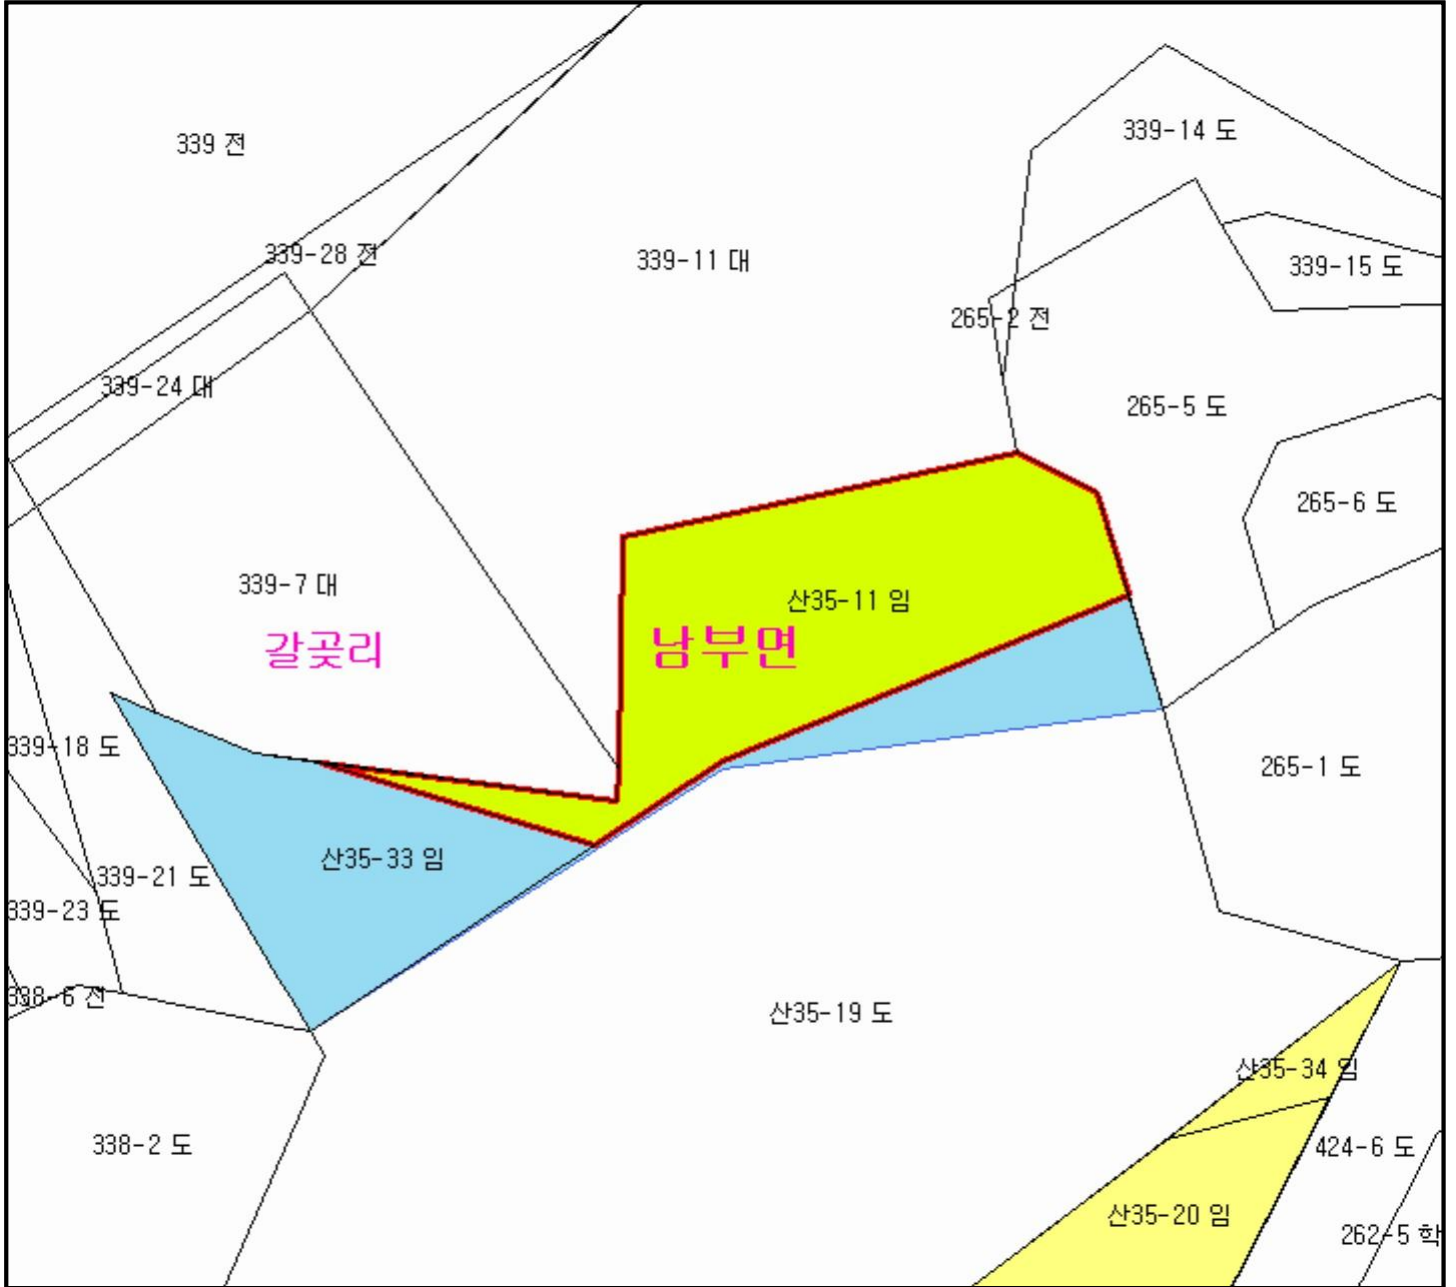 339-14 도
339 전
339-28 전
339-11 대
339-15 도
265-2 전
339-24 대
265-5 도
265-6 도
339-7 대
산35-11 임
갈곶리
남부면
339-18 도
265-1 도
산35-33 임
339-21 도
339-23 도
338-6 전
산35-19 도
산35-34 임
338-2 도
424-6 도
산35-20 임
262-5 학